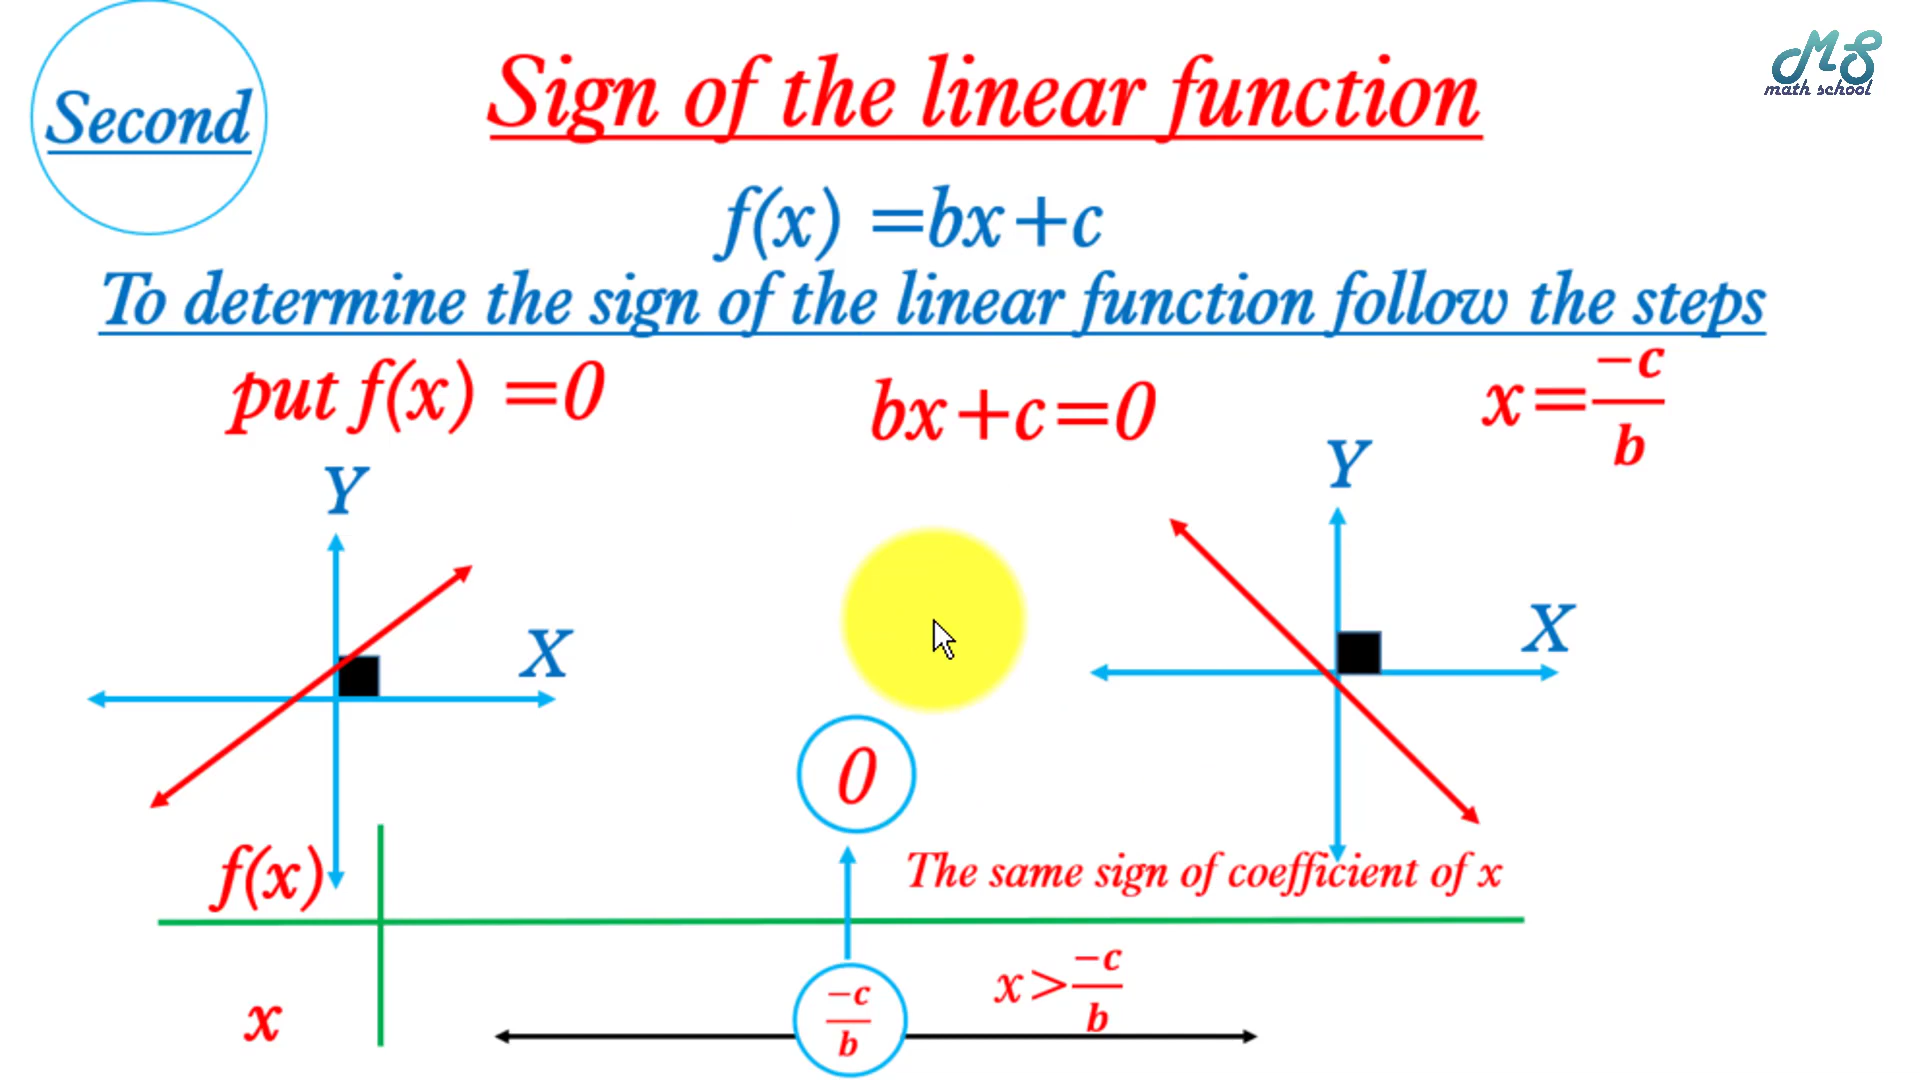 Second
Sign of the linear function
MS
math school
f(x) =bx+c
To determine the sign of the linear function follow the steps
put f(x) =0
bx+c=0
x=-c/b
Y
X
Y
X
0
f(x)
The same sign of coefficient of x
x
-c/b
x>-c/b